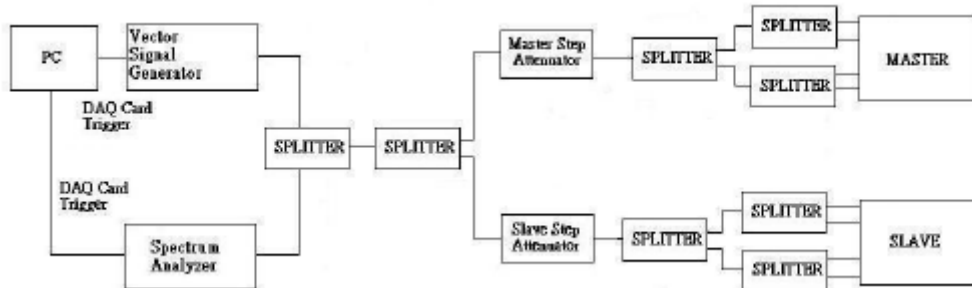 PC
Vector
Signal
Generator
DAQ Card
Trigger
DAQ Card
Trigger
Spectrum
Analyzer
SPLITTER
SPLITTER
Master Step
Attenuator
SPLITTER
SPLITTER
SPLITTER
MASTER
Slave Step
Attenuator
SPLITTER
SPLITTER
SPLITTER
SLAVE